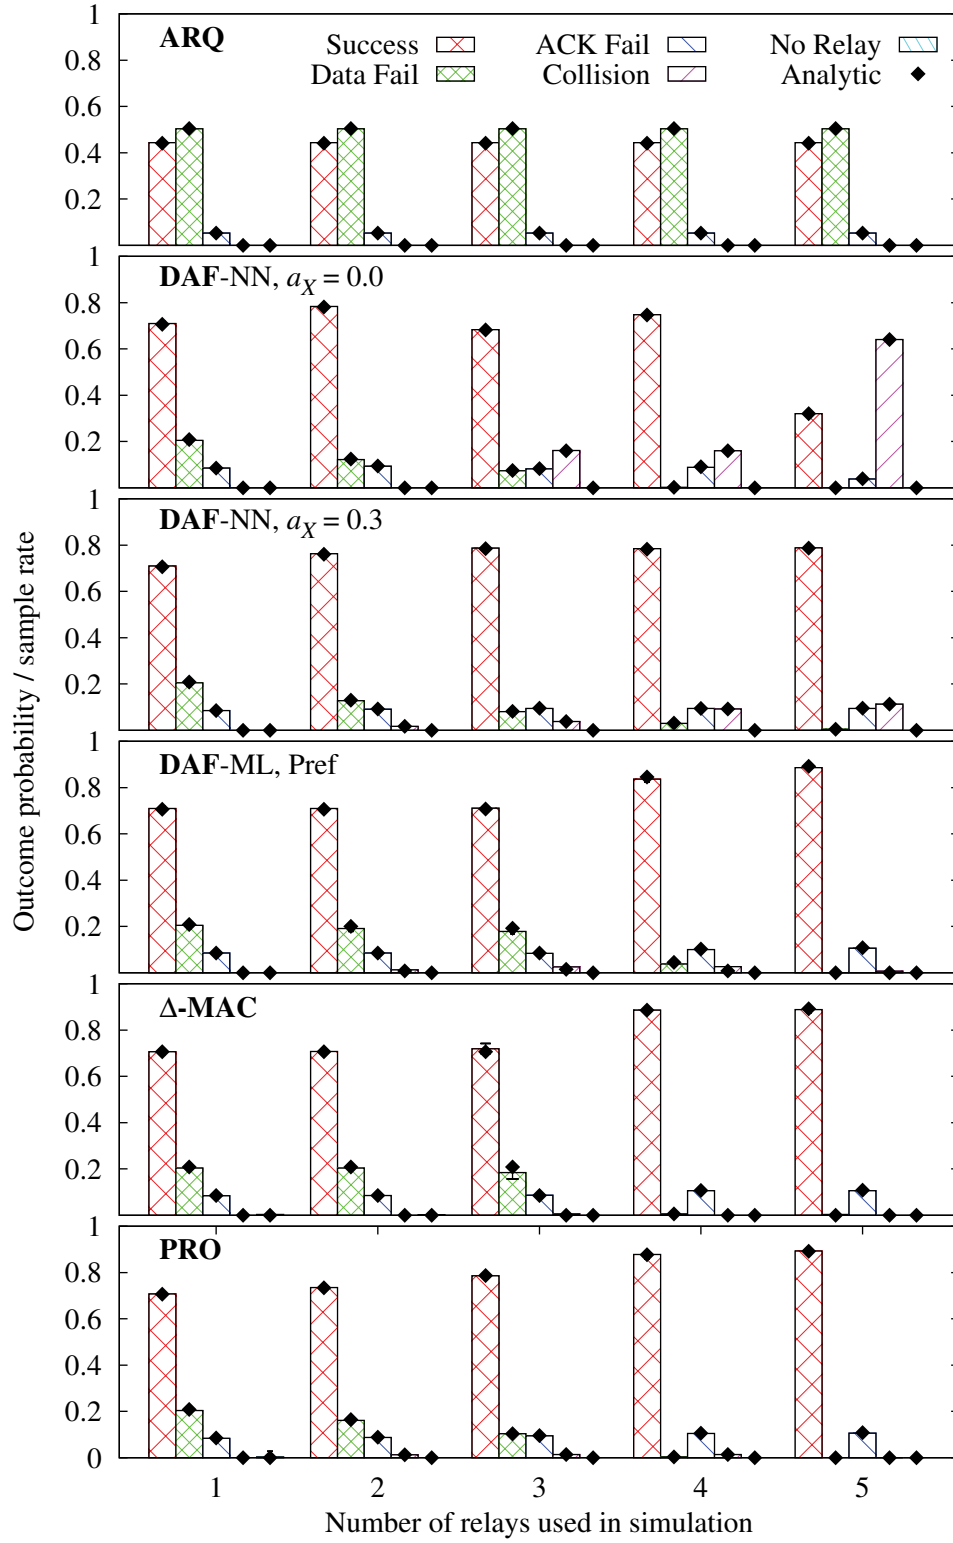 1
ARQ
Success
ACK Fail
No Relay
0.8
Data Fail
Collision
Analytic
0.6
0.4
0.2
1
DAF-NN, aX = 0.0
0.8
0.6
0.4
0.2
1
DAF-NN, aX = 0.3
0.8
0.6
0.4
0.2
1
DAF-ML, Pref
0.8
0.6
0.4
0.2
1
Δ-MAC
0.8
0.6
0.4
0.2
1
PRO
0.8
0.6
0.4
0.2
0
1 2 3 4 5
Number of relays used in simulation
Outcome probability / sample rate